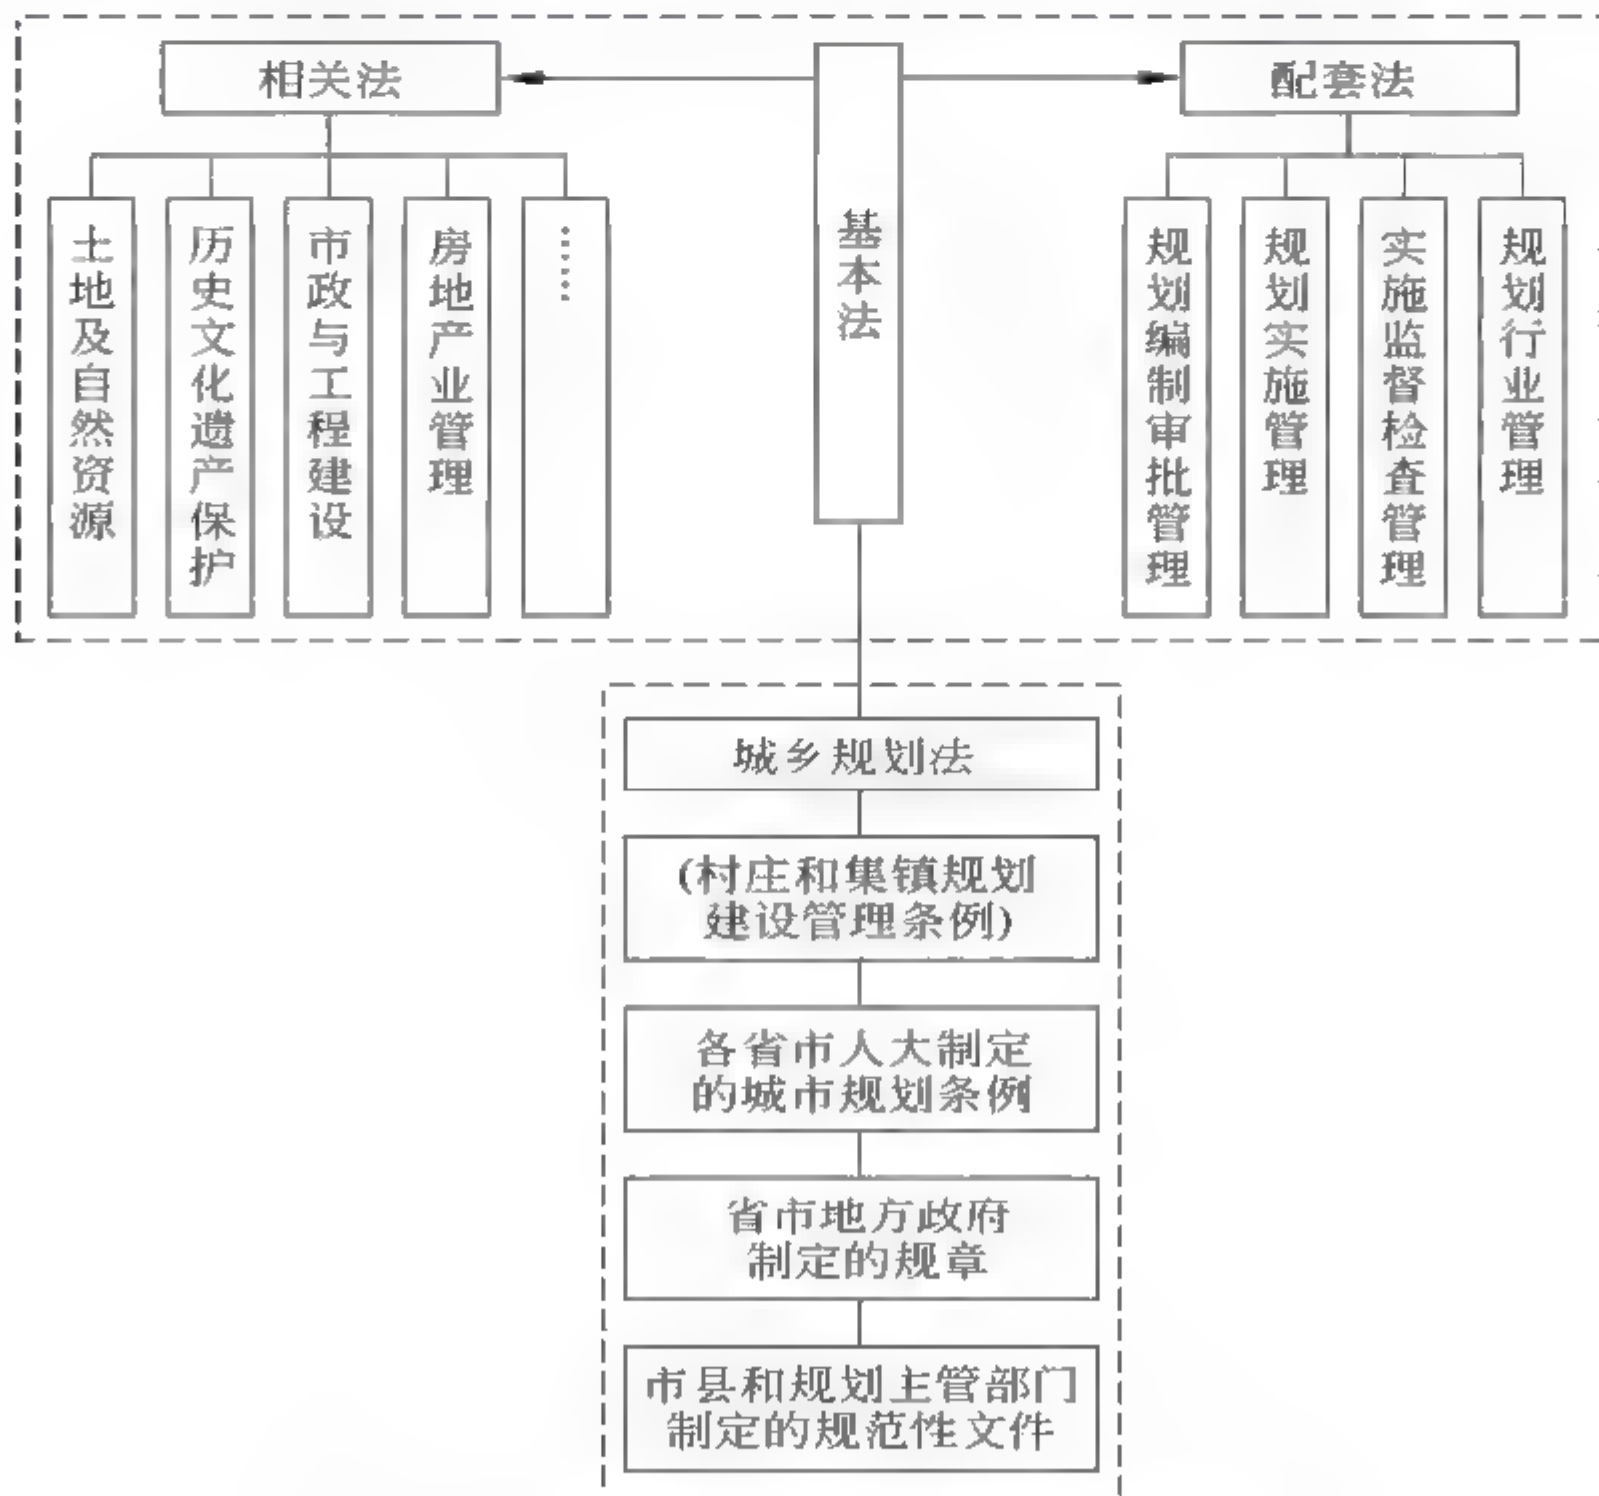 相关法
基本法
配套法
土地及自然资源
历史文化遗产保护
市政与工程建设
房地产业管理
……
规划编制审批管理
规划实施管理
实施监督检查管理
规划行业管理
城乡规划法
(村庄和集镇规划
建设管理条例)
各省市人大制定
的城市规划条例
省市地方政府
制定的规章
市县和规划主管部门
制定的规范性文件